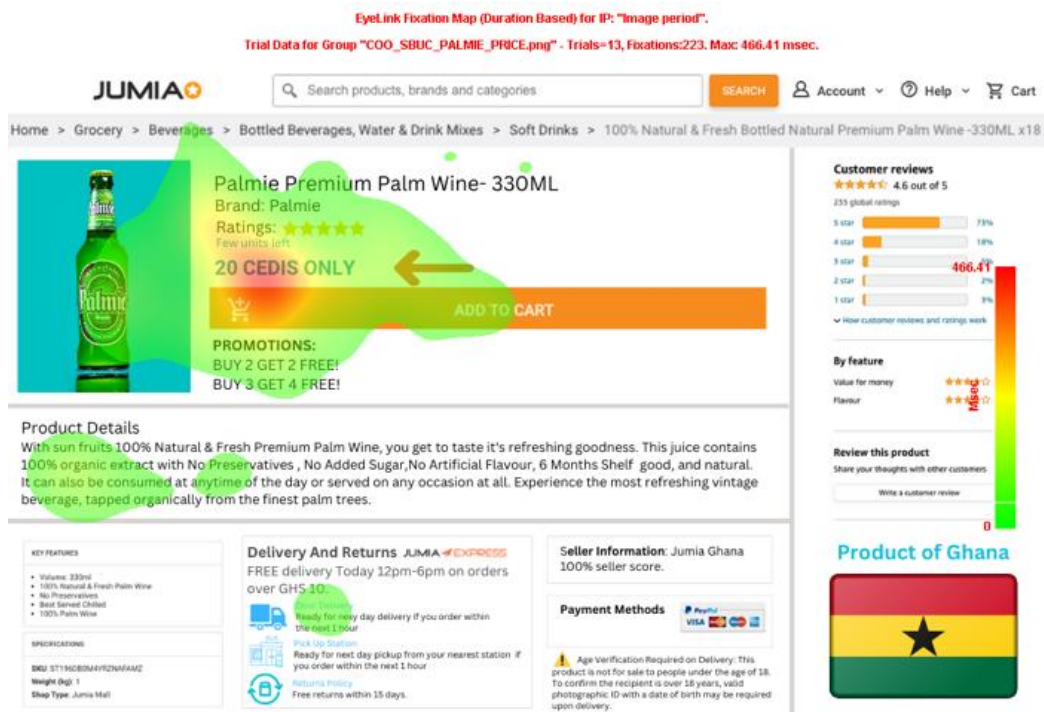 EyeLink Fixation Map (Duration Based) for IP: "Image period".
Trial Data for Group "COO_SBUC_PALMIE_PRICE.png" - Trials=13, Fixations:223. Max: 466.41 msec.
JUMIA
Search products, brands and categories
SEARCH
Account
Help
Cart
Home > Grocery > Beverages > Bottled Beverages, Water & Drink Mixes > Soft Drinks > 100% Natural & Fresh Bottled Natural Premium Palm Wine -330ML x18
Palmie
Palmie Premium Palm Wine- 330ML
Brand: Palmie
Ratings:
Few units left
20 CEDIS ONLY
ADD TO CART
PROMOTIONS:
BUY 2 GET 2 FREE!
BUY 3 GET 4 FREE!
Customer reviews
4.6 out of 5
255 global ratings
5 star 73%
4 star 18%
3 star
2 star 2%
1 star 3%
How customer reviews and ratings work
By feature
Value for money
Flavour
Review this product
Share your thoughts with other customers
Write a customer review
466.41
Msec
0
Product Details
With sun fruits 100% Natural & Fresh Premium Palm Wine, you get to taste it's refreshing goodness. This juice contains
100% organic extract with No Preservatives , No Added Sugar,No Artificial Flavour, 6 Months Shelf good, and natural.
It can also be consumed at anytime of the day or served on any occasion at all. Experience the most refreshing vintage
beverage, tapped organically from the finest palm trees.
KEY FEATURES
• Volume: 330ml
• 100% Natural & Fresh Palm Wine
• No Preservatives
• Best Served Chilled
• 100% Palm Wine
SPECIFICATIONS
SKU: ST196DB0M4YRZNAFAMZ
Weight (kg): 1
Shop Type: Jumia Mall
Delivery And Returns JUMIA EXPRESS
FREE delivery Today 12pm-6pm on orders
over GHS 10.
Door Delivery
Ready for next day delivery if you order within
the next 1 hour
Pick Up Station
Ready for next day pickup from your nearest station if
you order within the next 1 hour
Returns Policy
Free returns within 15 days.
Seller Information: Jumia Ghana
100% seller score.
Payment Methods
PayPal
VISA
Age Verification Required on Delivery: This
product is not for sale to people under the age of 18.
To confirm the recipient is over 18 years, valid
photographic ID with a date of birth may be required
upon delivery.
Product of Ghana